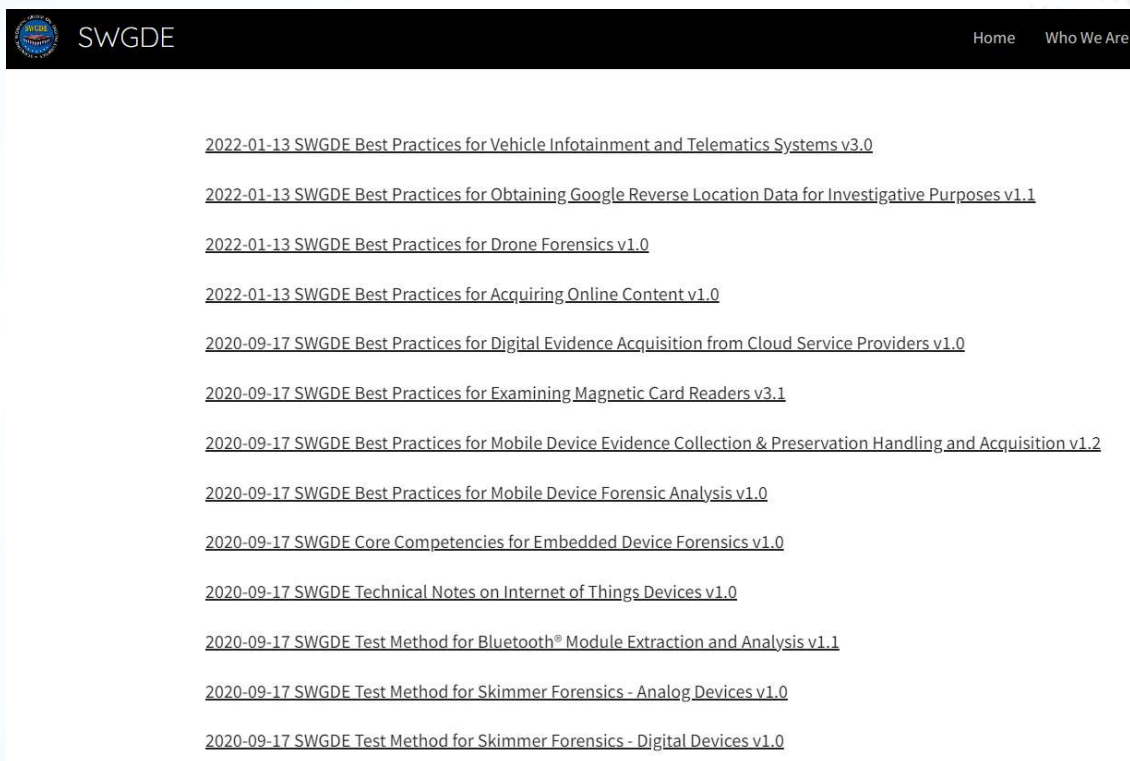 SWGDE
SWGDE
Home
Who We Are
2022-01-13 SWGDE Best Practices for Vehicle Infotainment and Telematics Systems v3.0
2022-01-13 SWGDE Best Practices for Obtaining Google Reverse Location Data for Investigative Purposes v1.1
2022-01-13 SWGDE Best Practices for Drone Forensics v1.0
2022-01-13 SWGDE Best Practices for Acquiring Online Content v1.0
2020-09-17 SWGDE Best Practices for Digital Evidence Acquisition from Cloud Service Providers v1.0
2020-09-17 SWGDE Best Practices for Examining Magnetic Card Readers v3.1
2020-09-17 SWGDE Best Practices for Mobile Device Evidence Collection & Preservation Handling and Acquisition v1.2
2020-09-17 SWGDE Best Practices for Mobile Device Forensic Analysis v1.0
2020-09-17 SWGDE Core Competencies for Embedded Device Forensics v1.0
2020-09-17 SWGDE Technical Notes on Internet of Things Devices v1.0
2020-09-17 SWGDE Test Method for Bluetooth® Module Extraction and Analysis v1.1
2020-09-17 SWGDE Test Method for Skimmer Forensics - Analog Devices v1.0
2020-09-17 SWGDE Test Method for Skimmer Forensics - Digital Devices v1.0